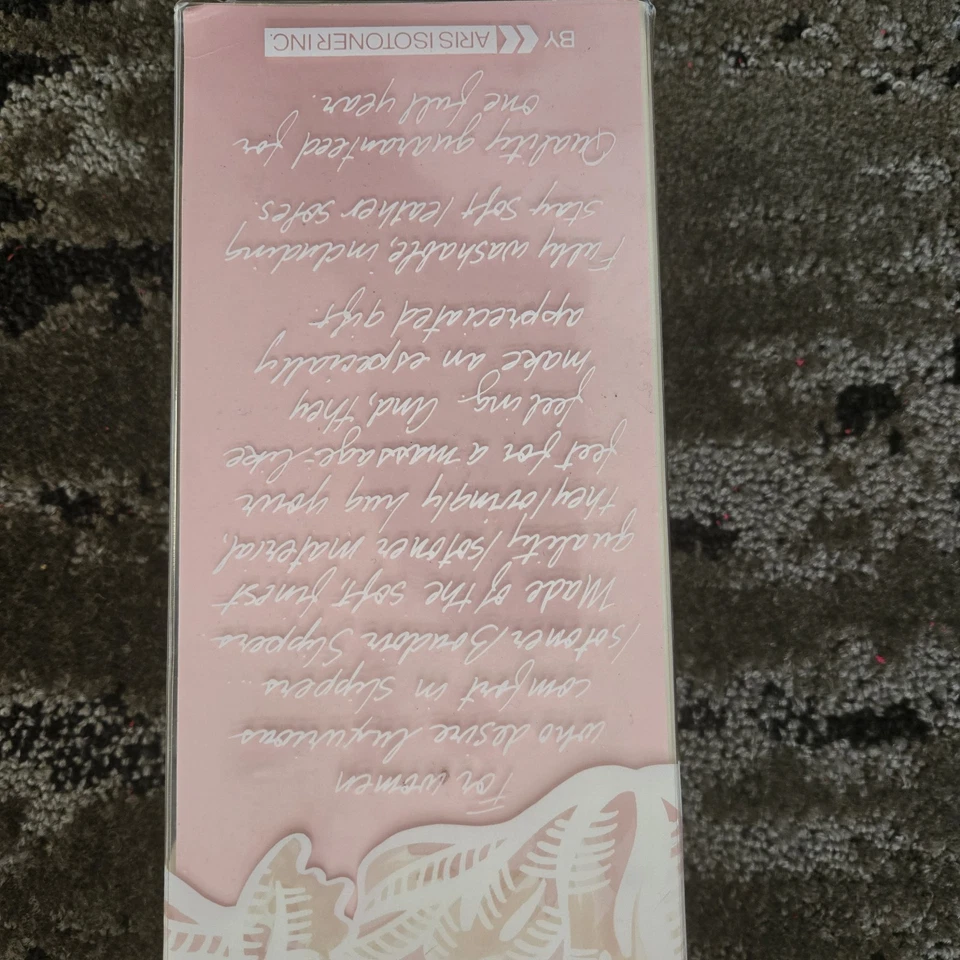 For women
who desire luxurious
comfort in slippers...
Isotoner Boudoir Slippers.
Made of the soft, finest
quality Isotoner material,
they lovingly hug your
feet for a massage-like
feeling. And, they
make an especially
appreciated gift.
Fully washable, including
stay soft leather soles.
Quality guaranteed for
one full year.
BY ARIS ISOTONER INC.